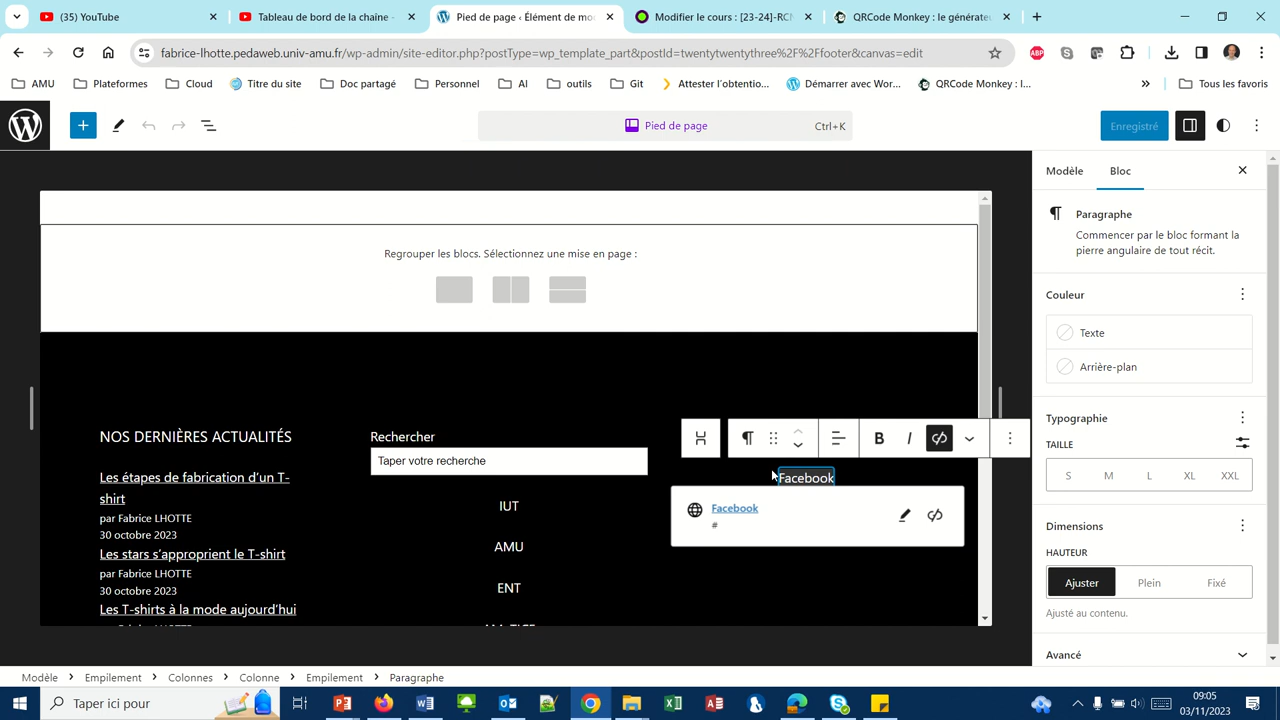 (35) YouTube
Tableau de bord de la chaîne -
Pied de page ‹ Élément de mo
Modifier le cours : [23-24]-RCN
QRCode Monkey : le générateu
fabrice-lhotte.pedaweb.univ-amu.fr/wp-admin/site-editor.php?postType=wp_template_part&postId=twentytwentythree%2F%2Ffooter&canvas=edit
AMU
Plateformes
Cloud
Titre du site
Doc partagé
Personnel
AI
outils
Git
Attester l'obtentio...
Démarrer avec Wor...
QRCode Monkey : l...
»
Tous les favoris
Pied de page
Ctrl+K
Enregistré
Modèle
Bloc
Paragraphe
Commencer par le bloc formant la
pierre angulaire de tout récit.
Regrouper les blocs. Sélectionnez une mise en page :
Couleur
Texte
Arrière-plan
Typographie
TAILLE
S M L XL XXL
Dimensions
HAUTEUR
Ajuster
Plein
Fixé
Ajusté au contenu.
Avancé
NOS DERNIÈRES ACTUALITÉS
Les étapes de fabrication d'un T-
shirt
par Fabrice LHOTTE
30 octobre 2023
Les stars s'approprient le T-shirt
par Fabrice LHOTTE
30 octobre 2023
Les T-shirts à la mode aujourd'hui
Rechercher
Taper votre recherche
IUT
AMU
ENT
B I
Facebook
Facebook
#
Modèle > Empilement > Colonnes > Colonne > Empilement > Paragraphe
Taper ici pour
09:05
03/11/2023